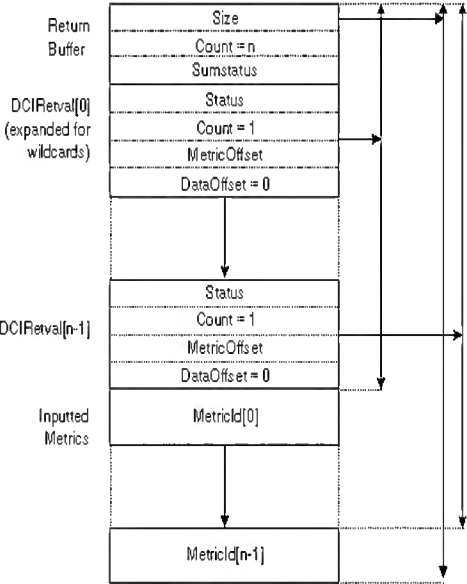 Return
Buffer
Size
Count = n
Sumstatus
DCIRetval[0]
(expanded for
wildcards)
Status
Count = 1
MetricOffset
DataOffset = 0
DCIRetval[n-1]
Status
Count = 1
MetricOffset
DataOffset = 0
Inputted
Metrics
MetricId[0]
MetricId[n-1]